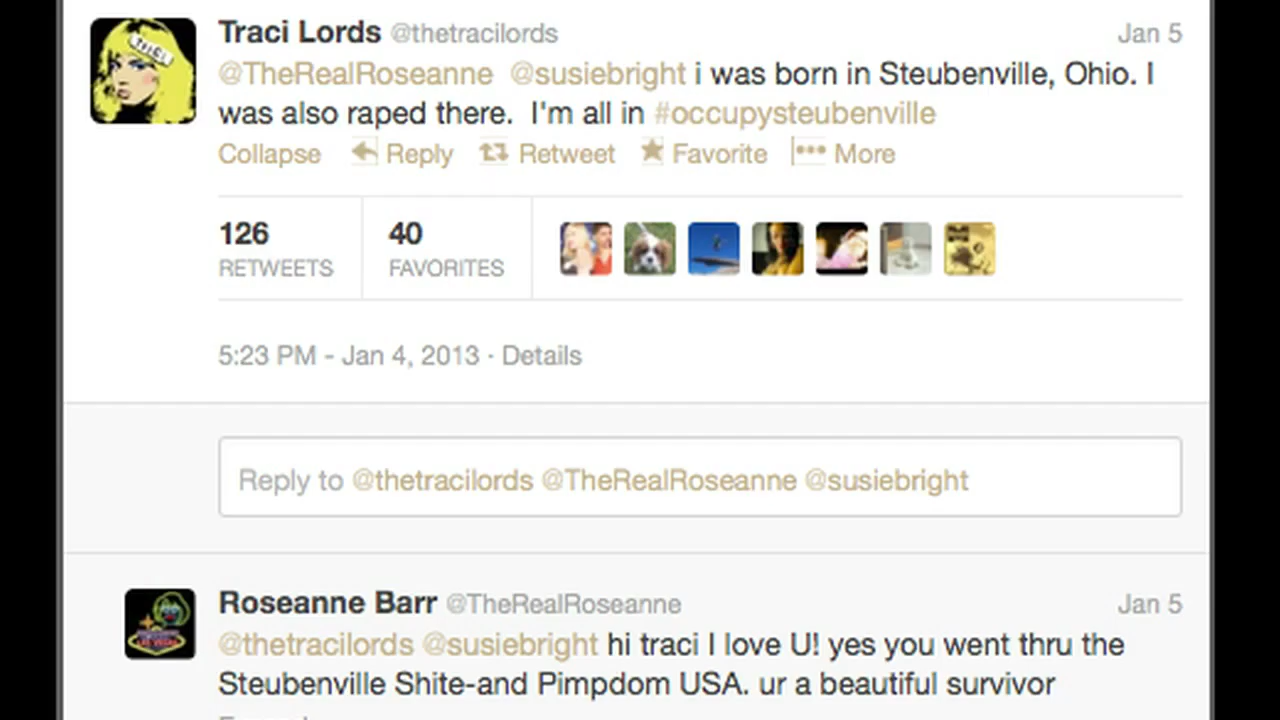 Traci Lords @thetracilords Jan 5
@TheRealRoseanne @susiebright i was born in Steubenville, Ohio. I
was also raped there. I'm all in #occupysteubenville
Collapse Reply Retweet Favorite More
126 40
RETWEETS FAVORITES
5:23 PM - Jan 4, 2013 · Details
Reply to @thetracilords @TheRealRoseanne @susiebright
Roseanne Barr @TheRealRoseanne Jan 5
@thetracilords @susiebright hi traci I love U! yes you went thru the
Steubenville Shite-and Pimpdom USA. ur a beautiful survivor